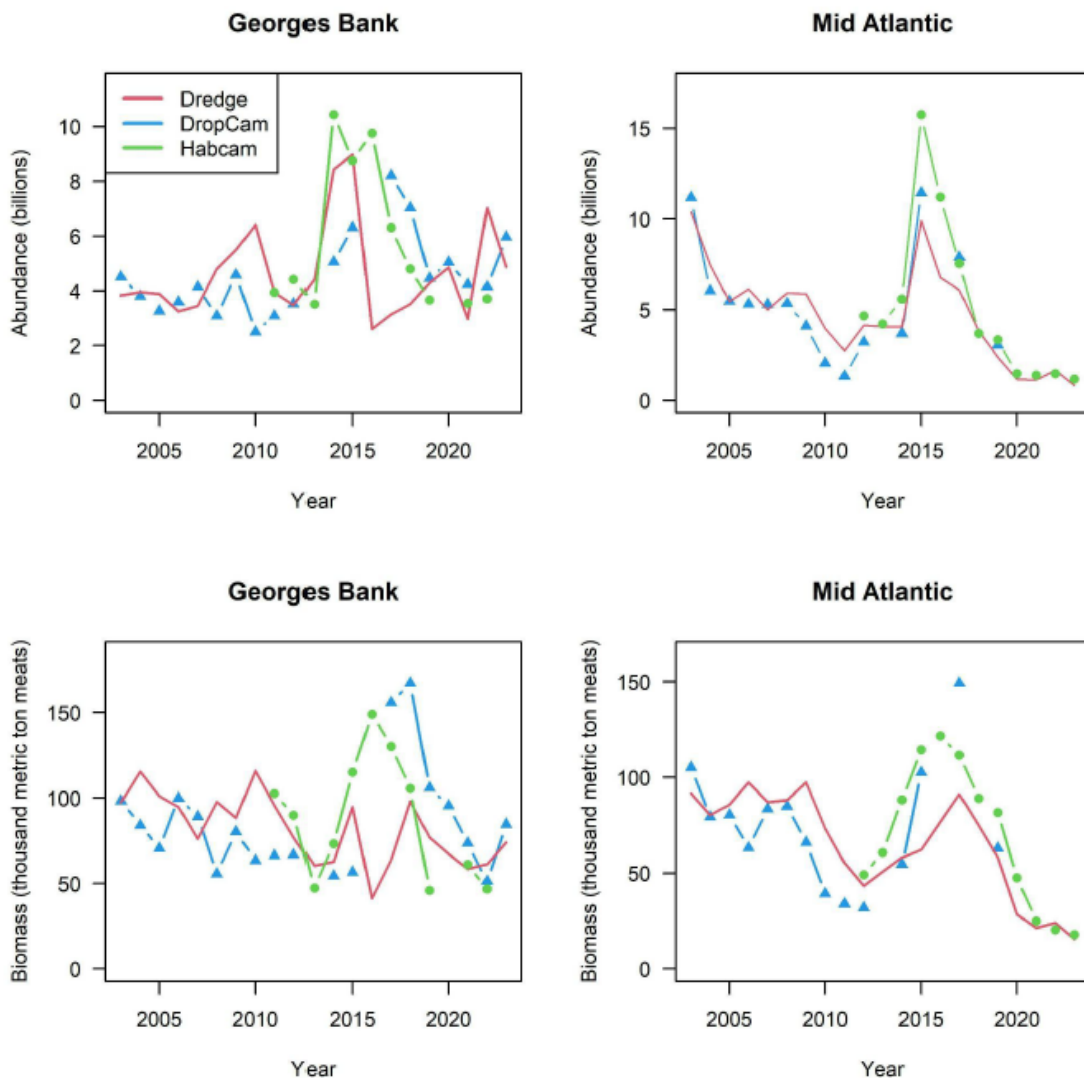 Georges Bank
Mid Atlantic
Abundance (billions)
10
8
6
4
2
0
Dredge
DropCam
Habcam
2005 2010 2015 2020
Year
Abundance (billions)
15
10
5
0
2005 2010 2015 2020
Year
Georges Bank
Mid Atlantic
Biomass (thousand metric ton meats)
150
100
50
0
2005 2010 2015 2020
Year
Biomass (thousand metric ton meats)
150
100
50
0
2005 2010 2015 2020
Year